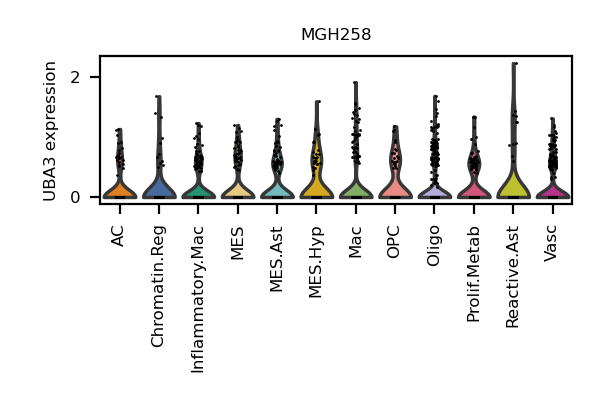 MGH258
UBA3 expression
2
0
AC
Chromatin.Reg
Inflammatory.Mac
MES
MES.Ast
MES.Hyp
Mac
OPC
Oligo
Prolif.Metab
Reactive.Ast
Vasc